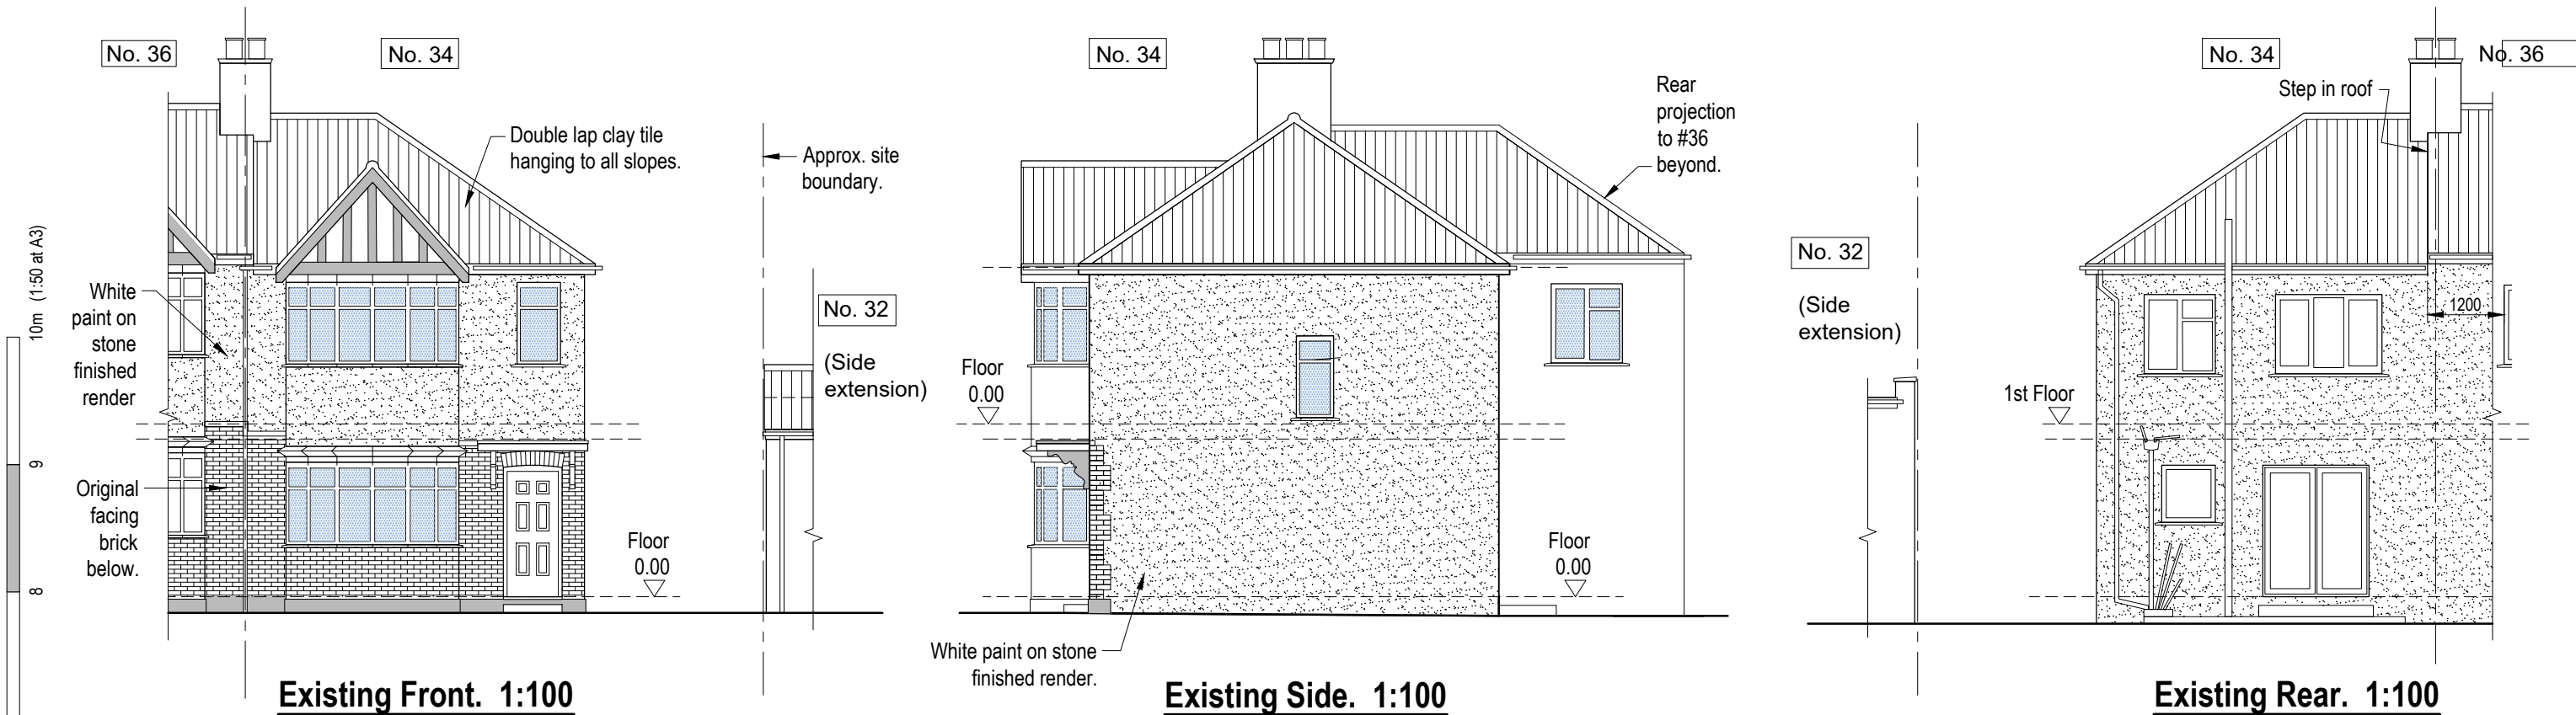 No. 36
No. 34
Double lap clay tile
hanging to all slopes.
Approx. site
boundary.
No. 32
(Side
extension)
White
paint on
stone
finished
render
Original
facing
brick
below.
Floor
0.00
10m (1:50 at A3)
9
8
Existing Front. 1:100
No. 34
Rear
projection
to #36
beyond.
Floor
0.00
Floor
0.00
White paint on stone
finished render.
Existing Side. 1:100
No. 34
No. 36
Step in roof
No. 32
(Side
extension)
1st Floor
1200
Existing Rear. 1:100